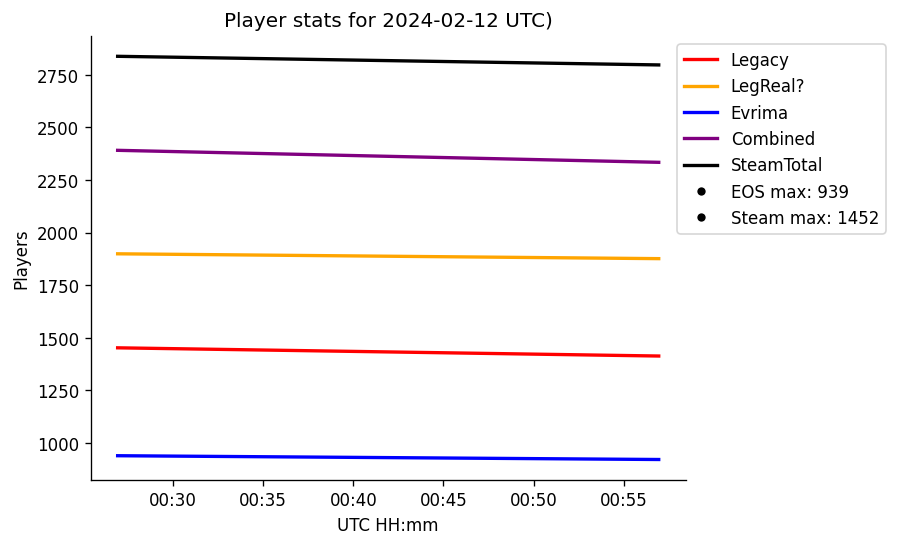 Player stats for 2024-02-12 UTC)
Players
2750
2500
2250
2000
1750
1500
1250
1000
00:30
00:35
00:40
00:45
00:50
00:55
UTC HH:mm
Legacy
LegReal?
Evrima
Combined
SteamTotal
EOS max: 939
Steam max: 1452